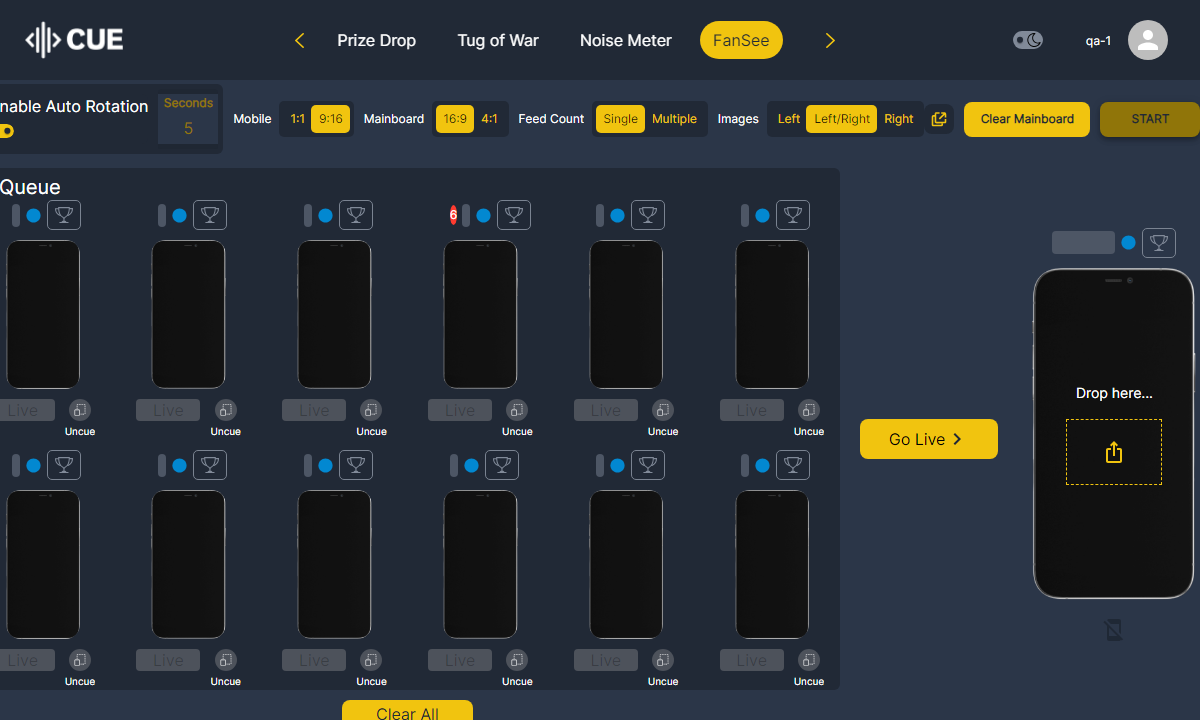 CUE
Prize Drop
Tug of War
Noise Meter
FanSee
qa-1
nable Auto Rotation
Seconds
5
Mobile
1:1
9:16
Mainboard
16:9
4:1
Feed Count
Single
Multiple
Images
Left
Left/Right
Right
Clear Mainboard
START
Queue
6
Live
Live
Live
Live
Live
Live
Uncue
Uncue
Uncue
Uncue
Uncue
Uncue
Go Live
Drop here...
Live
Live
Live
Live
Live
Live
Uncue
Uncue
Uncue
Uncue
Uncue
Uncue
Clear All